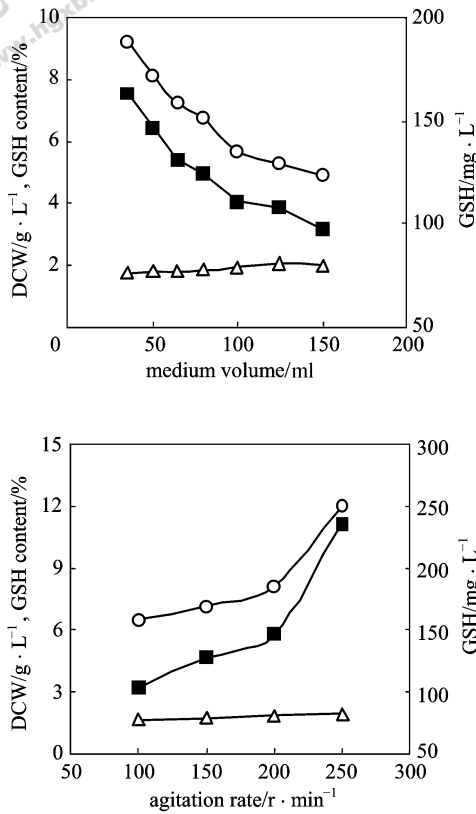 www.hgxb
10
8
6
4
2
0
DCW/g · L⁻¹, GSH content/%
200
150
100
50
GSH/mg · L⁻¹
50 100 150 200
medium volume/ml
15
12
9
6
3
0
DCW/g · L⁻¹, GSH content/%
300
250
200
150
100
50
GSH/mg · L⁻¹
50 100 150 200 250 300
agitation rate/r · min⁻¹